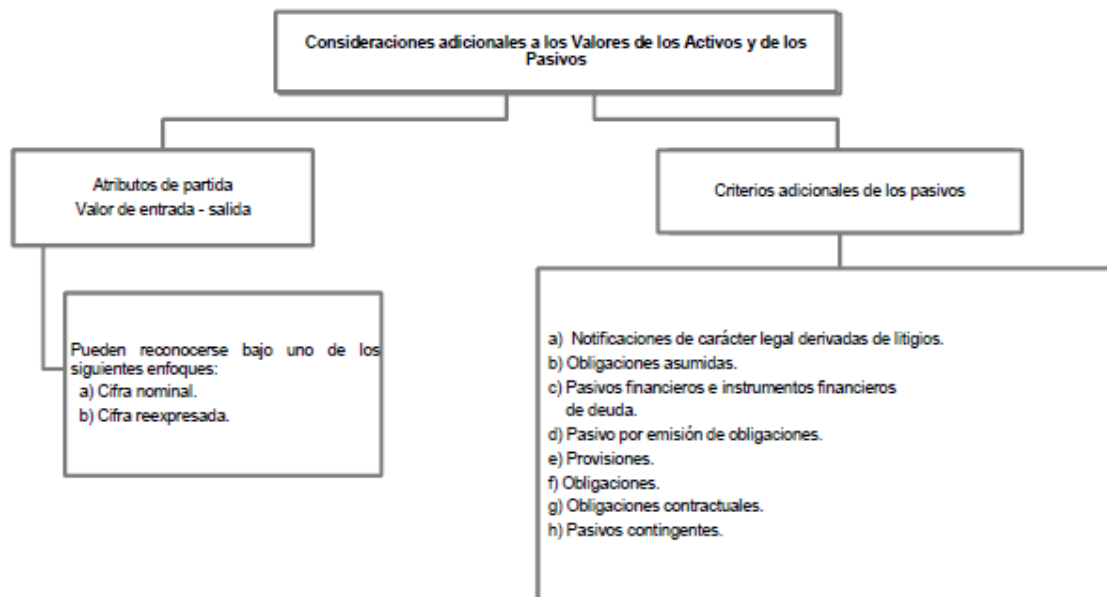 Consideraciones adicionales a los Valores de los Activos y de los
Pasivos
Atributos de partida
Valor de entrada - salida
Criterios adicionales de los pasivos
Pueden reconocerse bajo uno de los
siguientes enfoques:
a) Cifra nominal.
b) Cifra reexpresada.
a) Notificaciones de carácter legal derivadas de litigios.
b) Obligaciones asumidas.
c) Pasivos financieros e instrumentos financieros
de deuda.
d) Pasivo por emisión de obligaciones.
e) Provisiones.
f) Obligaciones.
g) Obligaciones contractuales.
h) Pasivos contingentes.